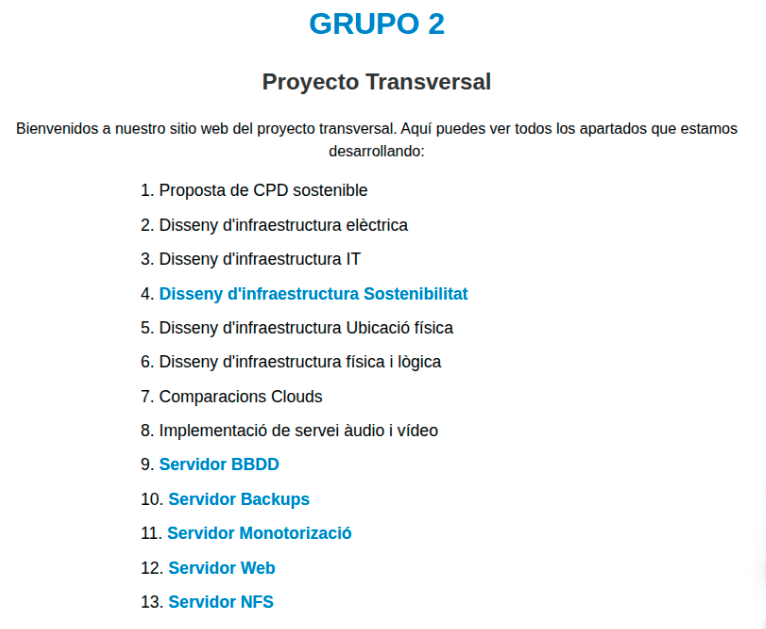 GRUPO 2
Proyecto Transversal
Bienvenidos a nuestro sitio web del proyecto transversal. Aquí puedes ver todos los apartados que estamos
desarrollando:
1. Proposta de CPD sostenible
2. Disseny d'infraestructura elèctrica
3. Disseny d'infraestructura IT
4. Disseny d'infraestructura Sostenibilitat
5. Disseny d'infraestructura Ubicació física
6. Disseny d'infraestructura física i lògica
7. Comparacions Clouds
8. Implementació de servei àudio i vídeo
9. Servidor BBDD
10. Servidor Backups
11. Servidor Monotorizació
12. Servidor Web
13. Servidor NFS